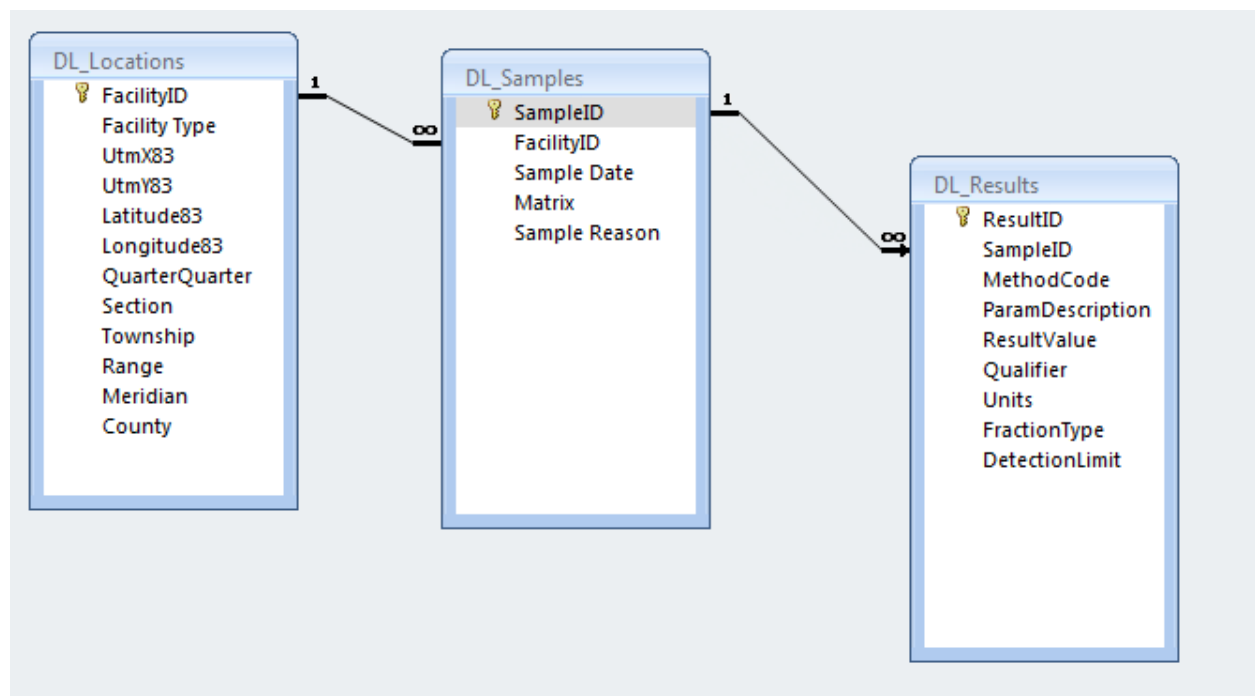 DL_Locations
FacilityID
Facility Type
UtmX83
UtmY83
Latitude83
Longitude83
QuarterQuarter
Section
Township
Range
Meridian
County
1
∞
DL_Samples
SampleID
FacilityID
Sample Date
Matrix
Sample Reason
1
∞
DL_Results
ResultID
SampleID
MethodCode
ParamDescription
ResultValue
Qualifier
Units
FractionType
DetectionLimit